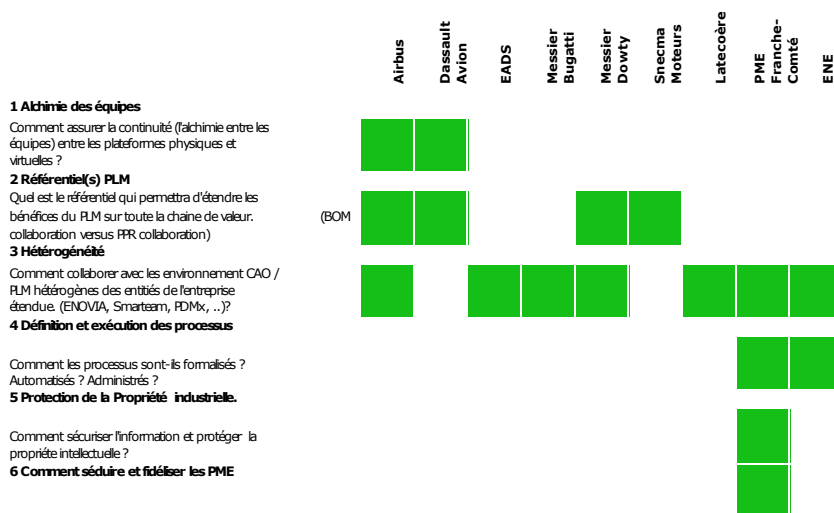 Airbus
Dassault
Avion
EADS
Messier
Bugatti
Messier
Dowty
Snecma
Moteurs
Latecoère
PME
Franche-
Comté
ENE
1 Alchimie des équipes
Comment assurer la continuité (l'alchimie entre les
équipes) entre les plateformes physiques et
virtuelles ?
2 Référentiel(s) PLM
Quel est le référentiel qui permettra d'étendre les
bénéfices du PLM sur toute la chaine de valeur. (BOM
collaboration versus PPR collaboration)
3 Hétérogénéité
Comment collaborer avec les environnement CAO /
PLM hétérogènes des entités de l'entreprise
étendue. (ENOVIA, Smarteam, PDMx, ..)?
4 Définition et exécution des processus
Comment les processus sont-ils formalisés ?
Automatisés ? Administrés ?
5 Protection de la Propriété industrielle.
Comment sécuriser l'information et protéger la
propriéte intellectuelle ?
6 Comment séduire et fidéliser les PME